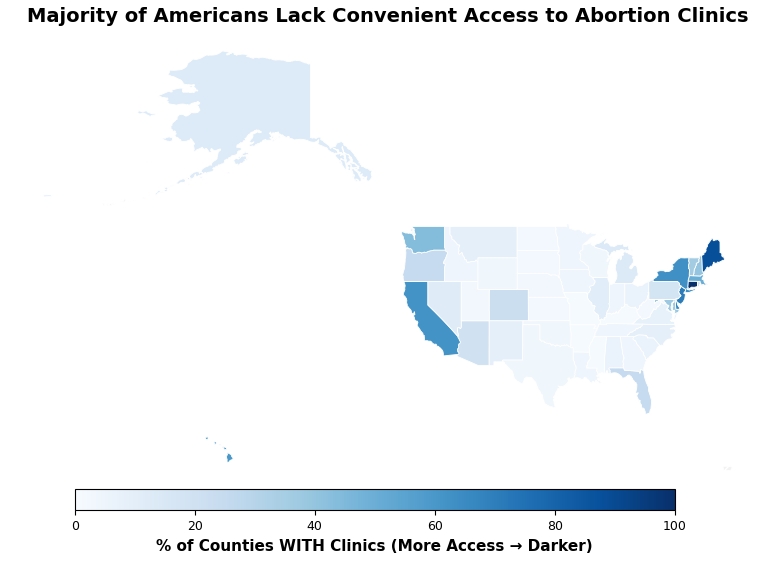 Majority of Americans Lack Convenient Access to Abortion Clinics
0 20 40 60 80 100
% of Counties WITH Clinics (More Access → Darker)